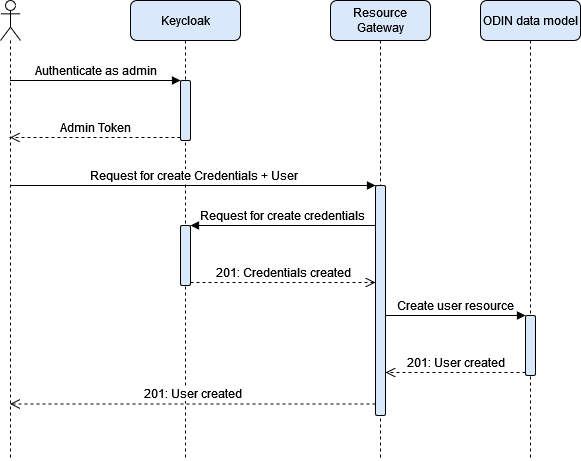 Keycloak
Resource
Gateway
ODIN data model
Authenticate as admin
Admin Token
Request for create Credentials + User
Request for create credentials
201: Credentials created
Create user resource
201: User created
201: User created